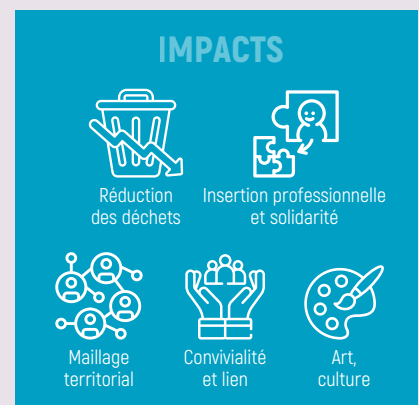 IMPACTS
Réduction
des déchets
Insertion professionnelle
et solidarité
Maillage
territorial
Convivialité
et lien
Art,
culture